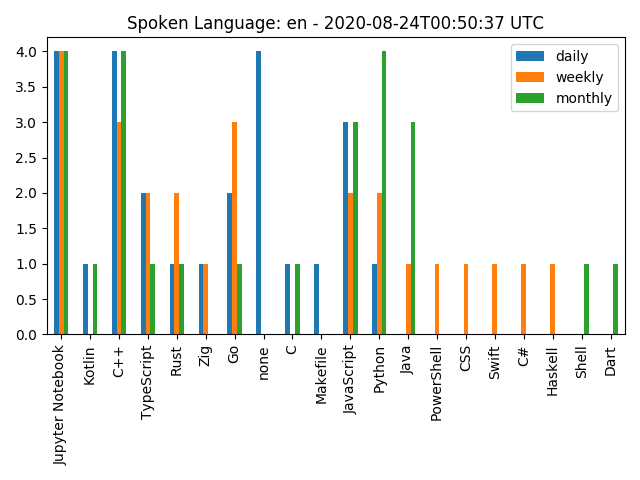 Spoken Language: en - 2020-08-24T00:50:37 UTC
daily
weekly
monthly
4.0
3.5
3.0
2.5
2.0
1.5
1.0
0.5
0.0
Jupyter Notebook
Kotlin
C++
TypeScript
Rust
Zig
Go
none
C
Makefile
JavaScript
Python
Java
PowerShell
CSS
Swift
C#
Haskell
Shell
Dart